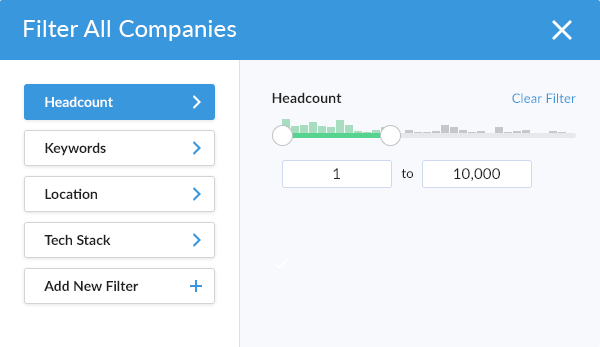 Filter All Companies
Headcount
Keywords
Location
Tech Stack
Add New Filter
Headcount
Clear Filter
1 to 10,000